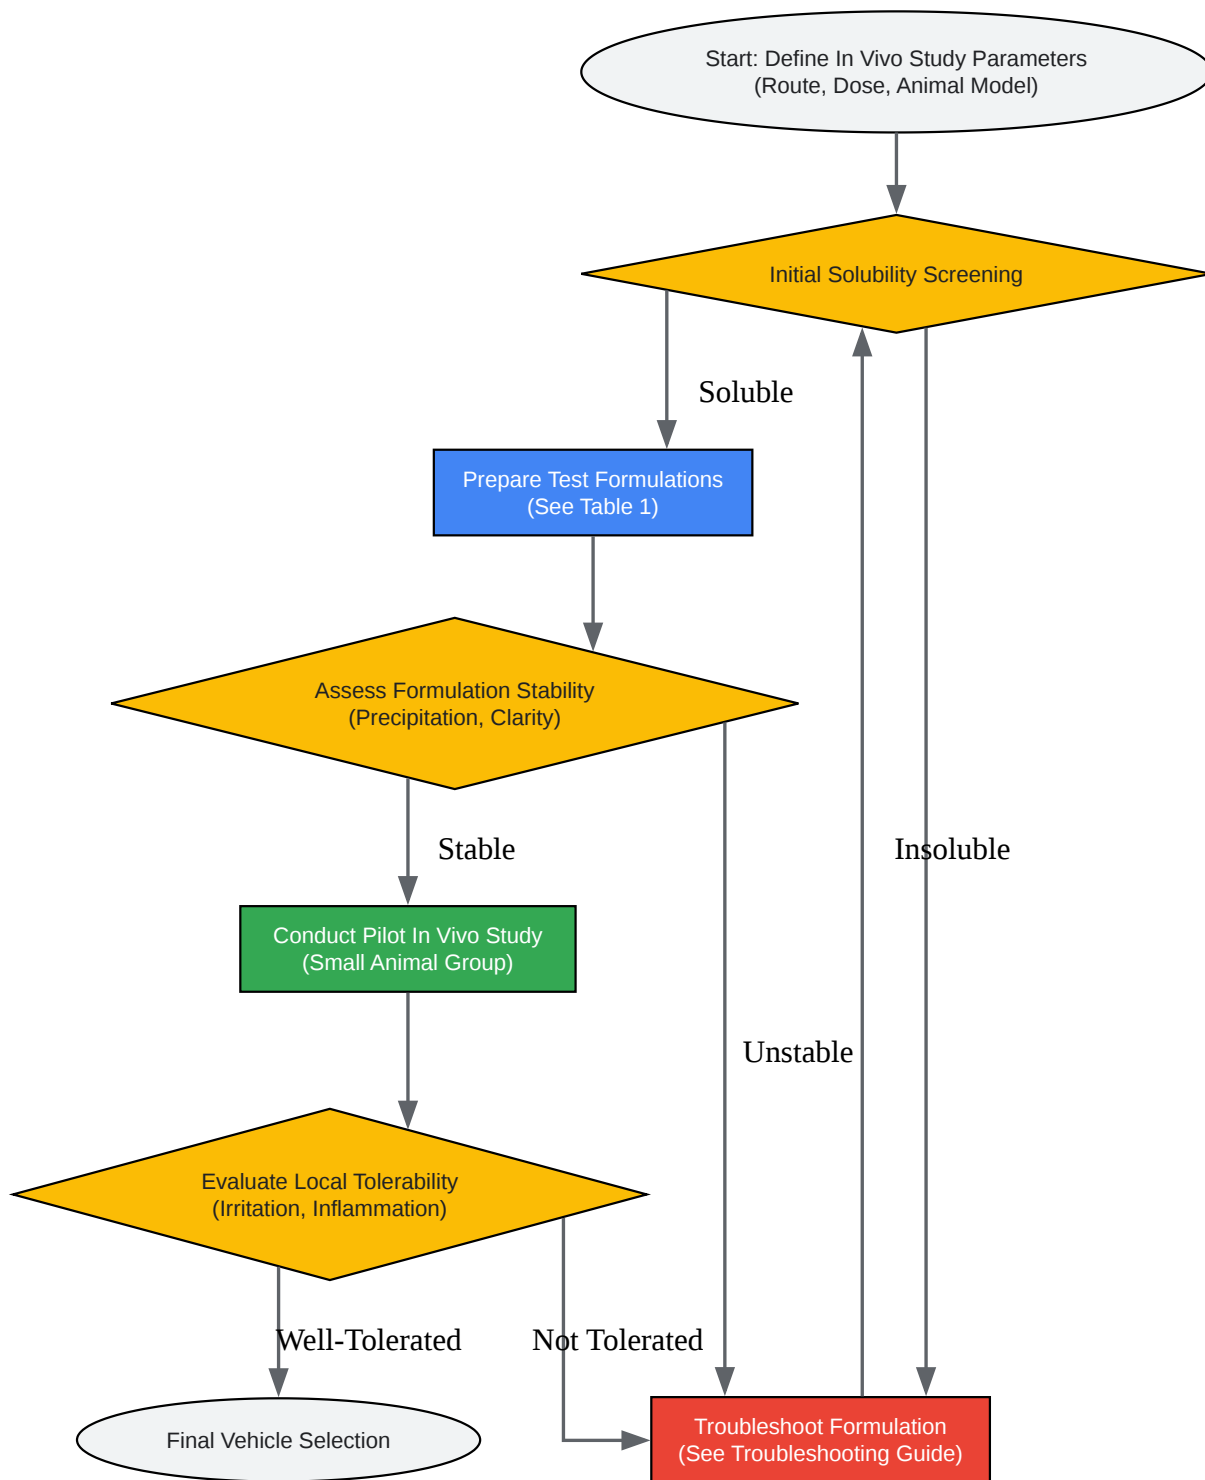 Start: Define In Vivo Study Parameters
(Route, Dose, Animal Model)
Initial Solubility Screening
Soluble
Prepare Test Formulations
(See Table 1)
Assess Formulation Stability
(Precipitation, Clarity)
Stable
Insoluble
Conduct Pilot In Vivo Study
(Small Animal Group)
Unstable
Evaluate Local Tolerability
(Irritation, Inflammation)
Well-Tolerated
Not Tolerated
Final Vehicle Selection
Troubleshoot Formulation
(See Troubleshooting Guide)